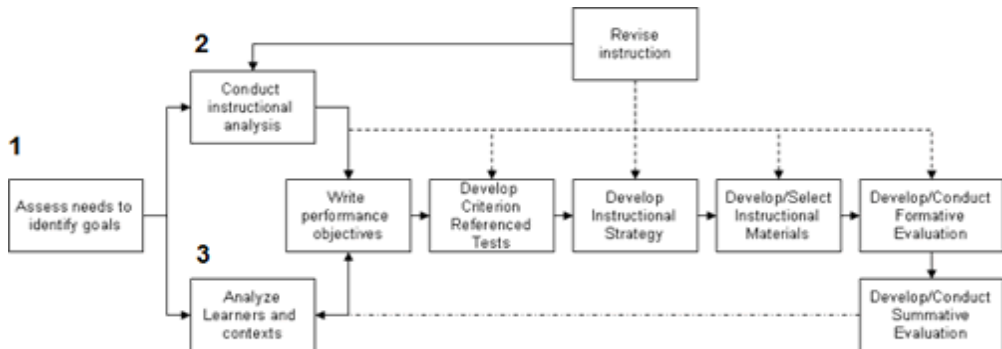 2
Revise
instruction
Conduct
instructional
analysis
1
Assess needs to
identify goals
Write
performance
objectives
Develop
Criterion
Referenced
Tests
Develop
Instructional
Strategy
Develop/Select
Instructional
Materials
Develop/Conduct
Formative
Evaluation
3
Analyze
Learners and
contexts
Develop/Conduct
Summative
Evaluation